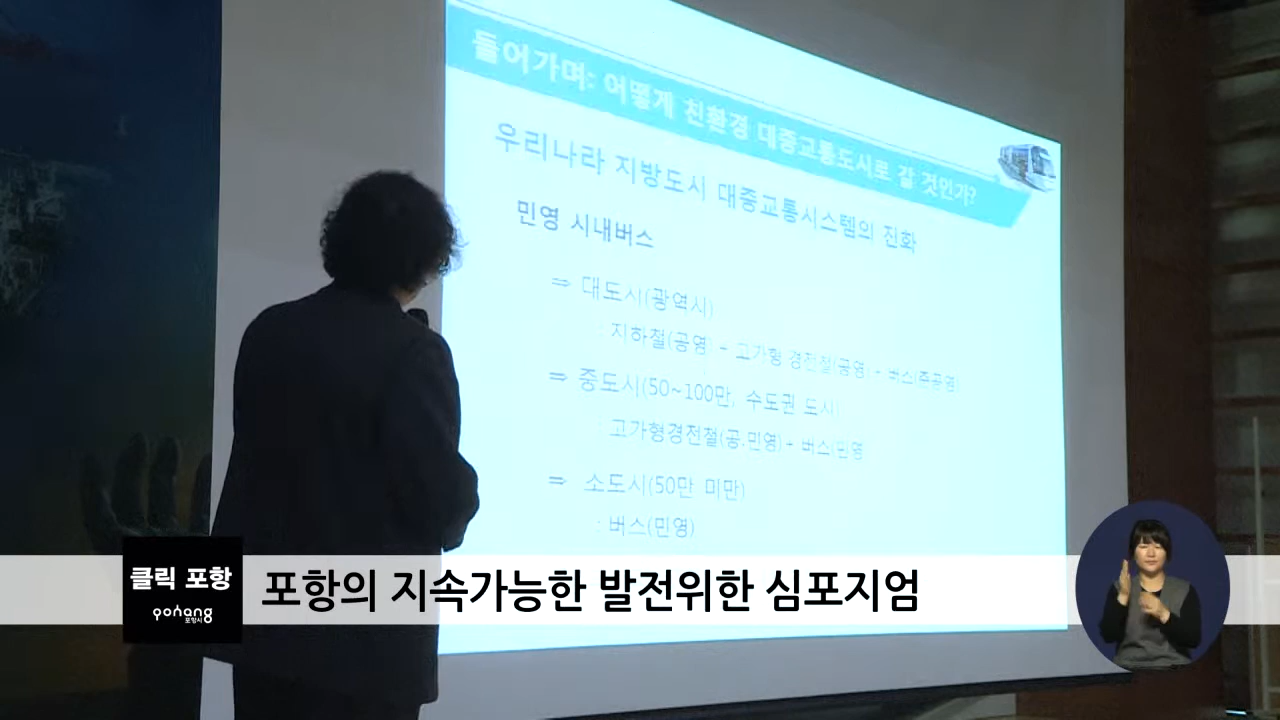 들어가며: 어떻게 친환경 대중교통도시로 갈 것인가?
우리나라 지방도시 대중교통시스템의 진화
민영 시내버스
⇒ 대도시(광역시)
: 지하철(공영) - 고가형 경전철(공영) - 버스(준공영)
⇒ 중도시(50~100만, 수도권 도시)
: 고가형경전철(공.민영)+ 버스(민영
⇒ 소도시(50만 미만)
: 버스(민영)
클릭 포항
pohang
포항시
포항의 지속가능한 발전위한 심포지엄